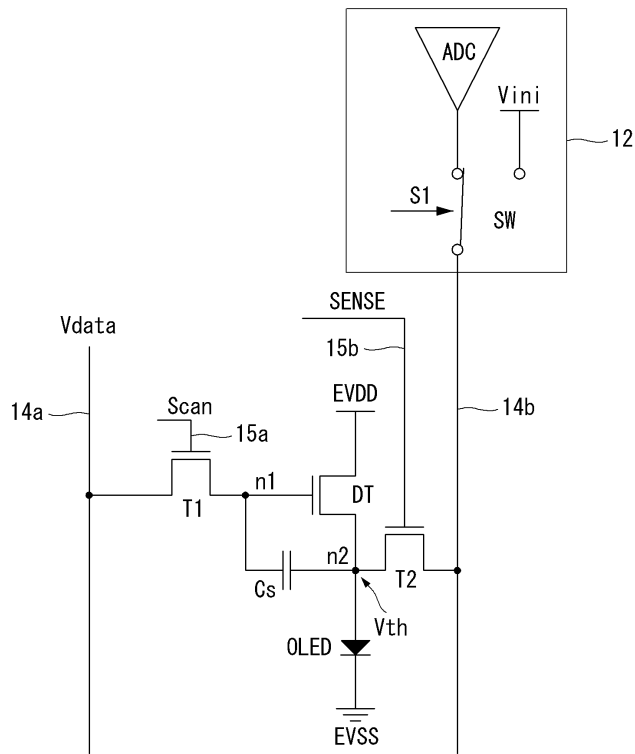 ADC
Vini
12
S1
SW
SENSE
Vdata
15b
EVDD
14a
Scan
14b
15a
n1
DT
T1
n2
T2
Cs
Vth
OLED
EVSS